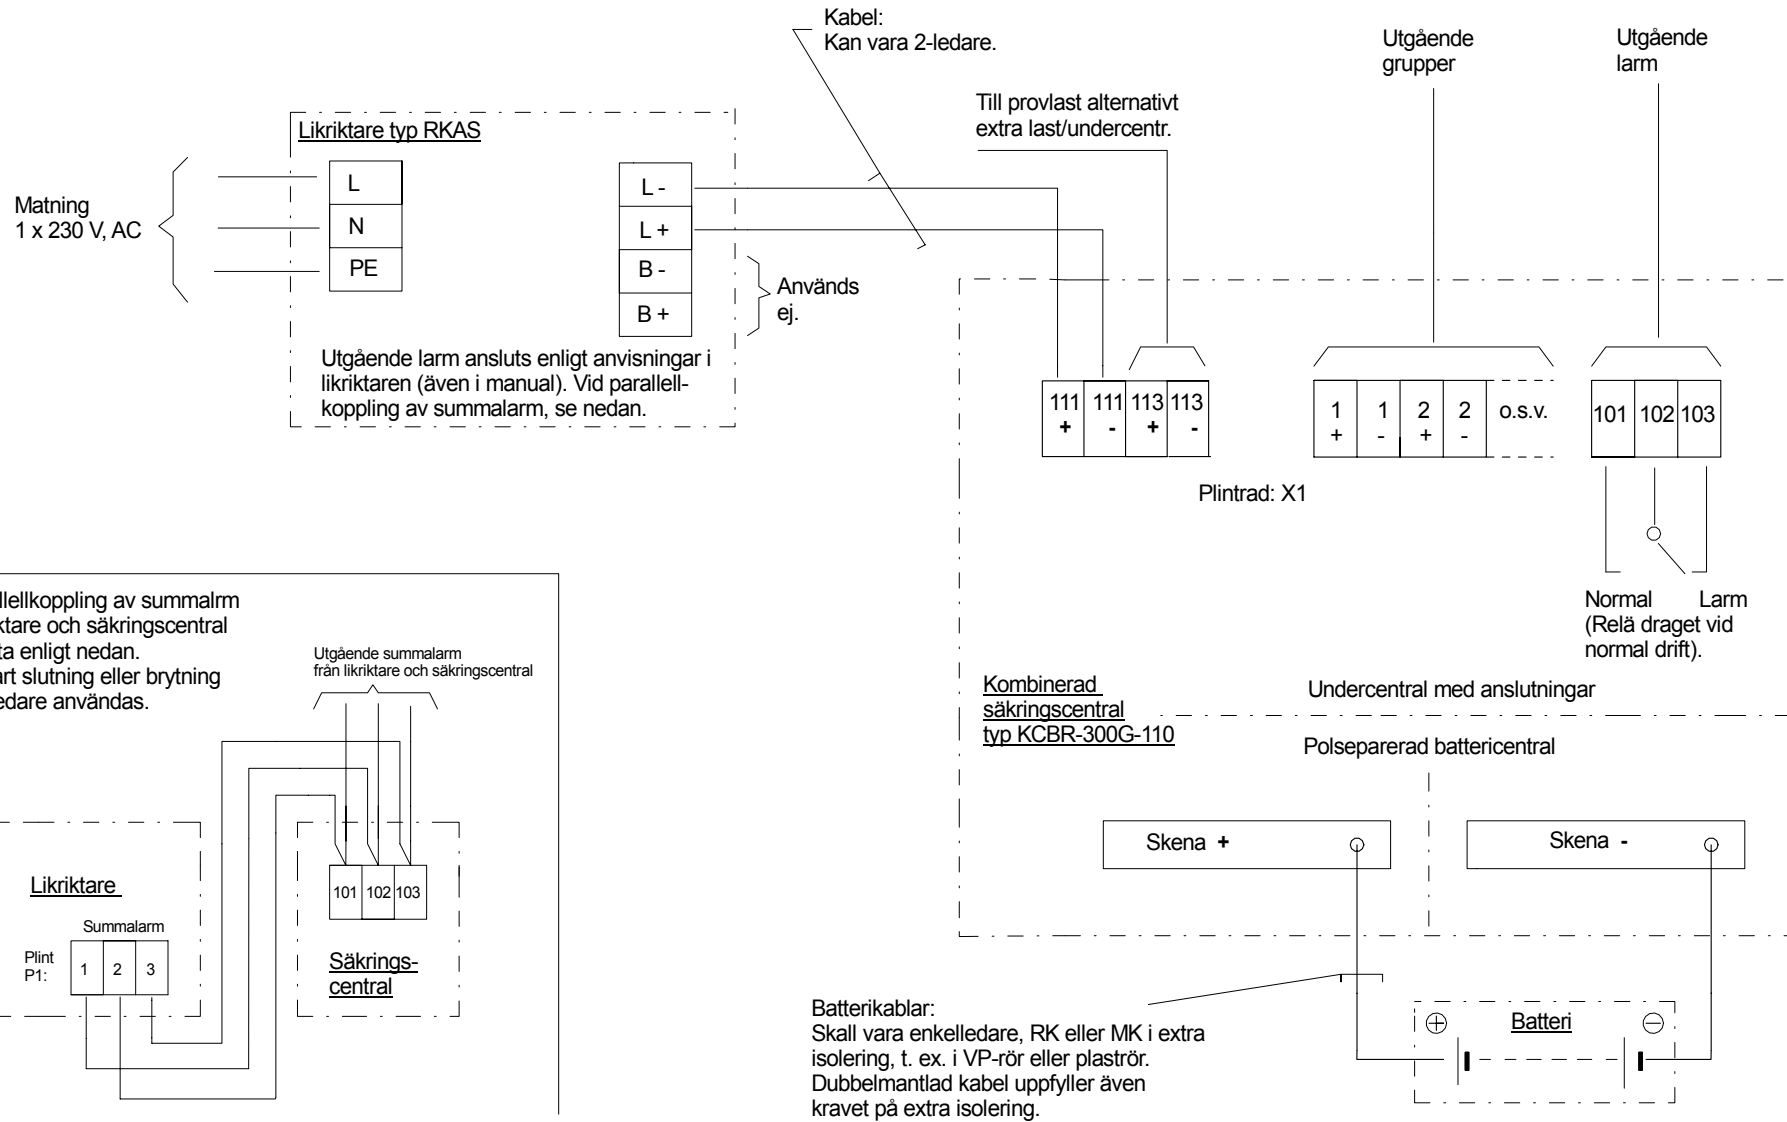 Kabel:
Kan vara 2-ledare.
Utgående
grupper
Utgående
larm
Till provlast alternativt
extra last/undercentr.
Likriktare typ RKAS
Matning
1 x 230 V, AC
L
N
PE
L -
L +
B -
B +
Används
ej.
Utgående larm ansluts enligt anvisningar i
likriktaren (även i manual). Vid parallell-
koppling av summalarm, se nedan.
111 111 113 113
+ - + -
1 1 2 2 o.s.v.
+ - + -
101 102 103
Plintrad: X1
Normal Larm
(Relä draget vid
normal drift).
Kombinerad
säkringscentral
typ KCBR-300G-110
Undercentral med anslutningar
Polseparerad battericentral
Skena +
Skena -
llellkoppling av summalrm
ktare och säkringscentral
ta enligt nedan.
art slutning eller brytning
edare användas.
Utgående summalarm
från likriktare och säkringscentral
Likriktare
Summalarm
Plint
P1:
1 2 3
101 102 103
Säkrings-
central
Batterikablar:
Skall vara enkelledare, RK eller MK i extra
isolering, t. ex. i VP-rör eller plaströr.
Dubbelmantlad kabel uppfyller även
kravet på extra isolering.
+ Batteri -